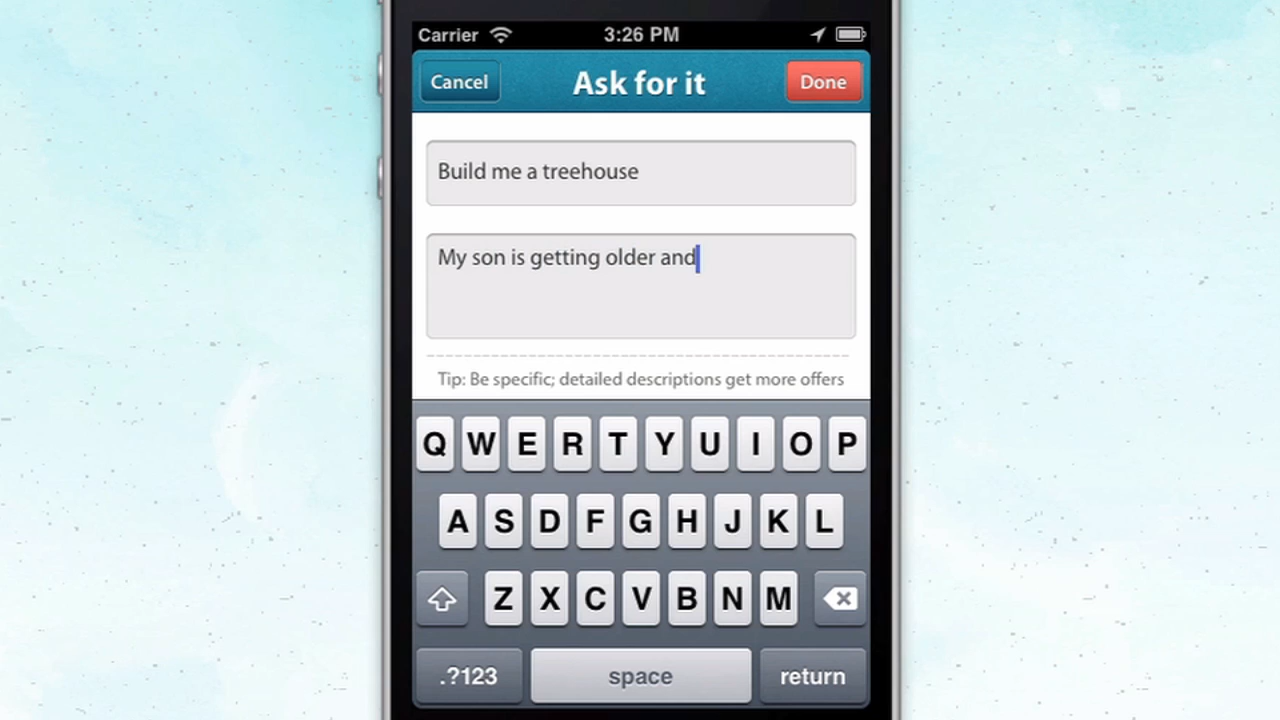 Carrier 3:26 PM
Cancel Ask for it Done
Build me a treehouse
My son is getting older and
Tip: Be specific; detailed descriptions get more offers
Q W E R T Y U I O P
A S D F G H J K L
Z X C V B N M
.?123 space return